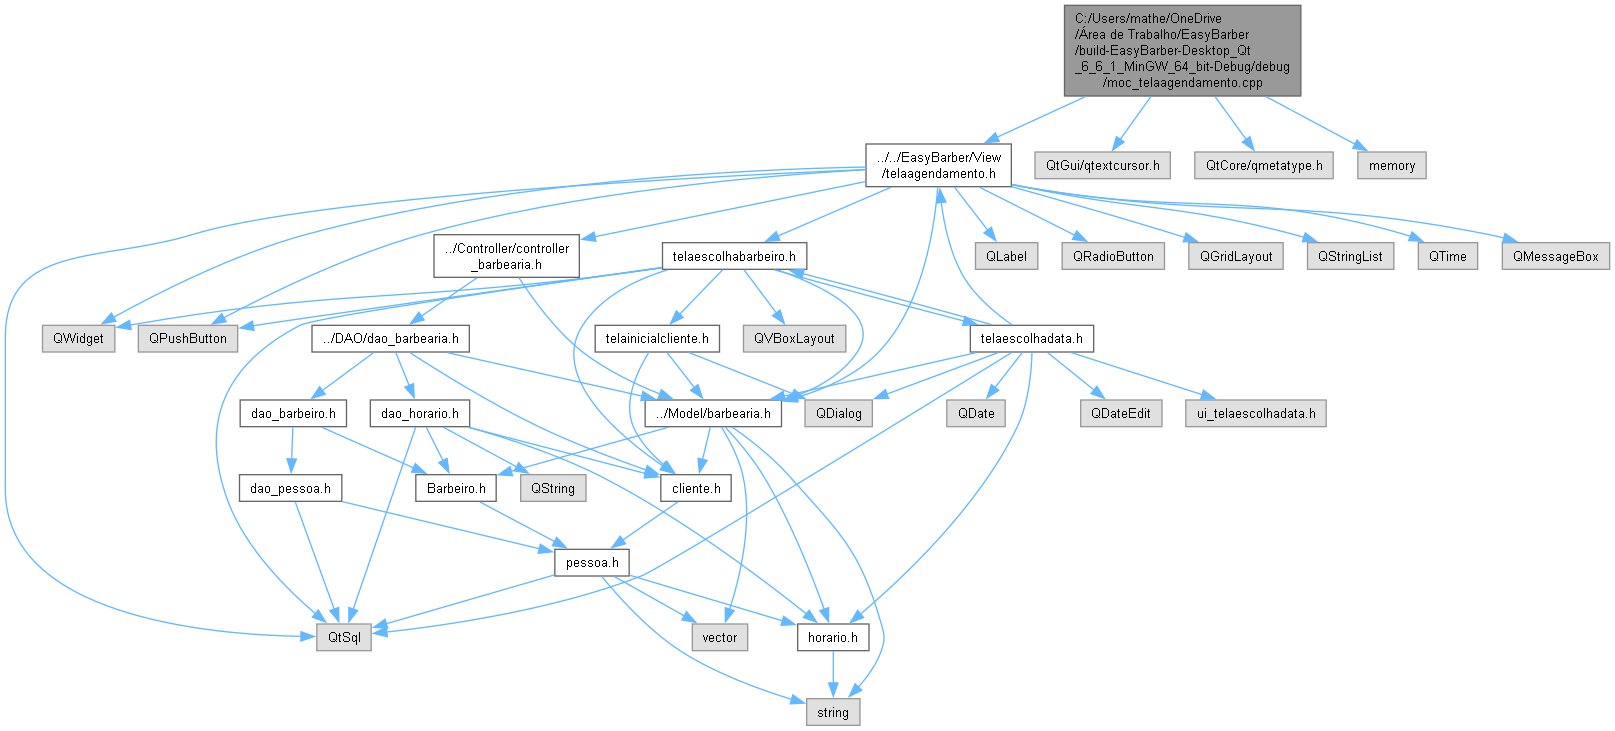 C:/Users/mathe/OneDrive
/Área de Trabalho/EasyBarber
/build-EasyBarber-Desktop_Qt
_6_6_1_MinGW_64_bit-Debug/debug
/moc_telaagendamento.cpp
../../EasyBarber/View
/telaagendamento.h
QtGui/qtextcursor.h
QtCore/qmetatype.h
memory
../Controller/controller
_barbearia.h
telaescolhabarbeiro.h
QLabel
QRadioButton
QGridLayout
QStringList
QTime
QMessageBox
QWidget
QPushButton
../DAO/dao_barbearia.h
telainicialcliente.h
QVBoxLayout
telaescolhadata.h
dao_barbeiro.h
dao_horario.h
../Model/barbearia.h
QDialog
QDate
QDateEdit
ui_telaescolhadata.h
dao_pessoa.h
Barbeiro.h
QString
cliente.h
pessoa.h
QtSql
vector
horario.h
string